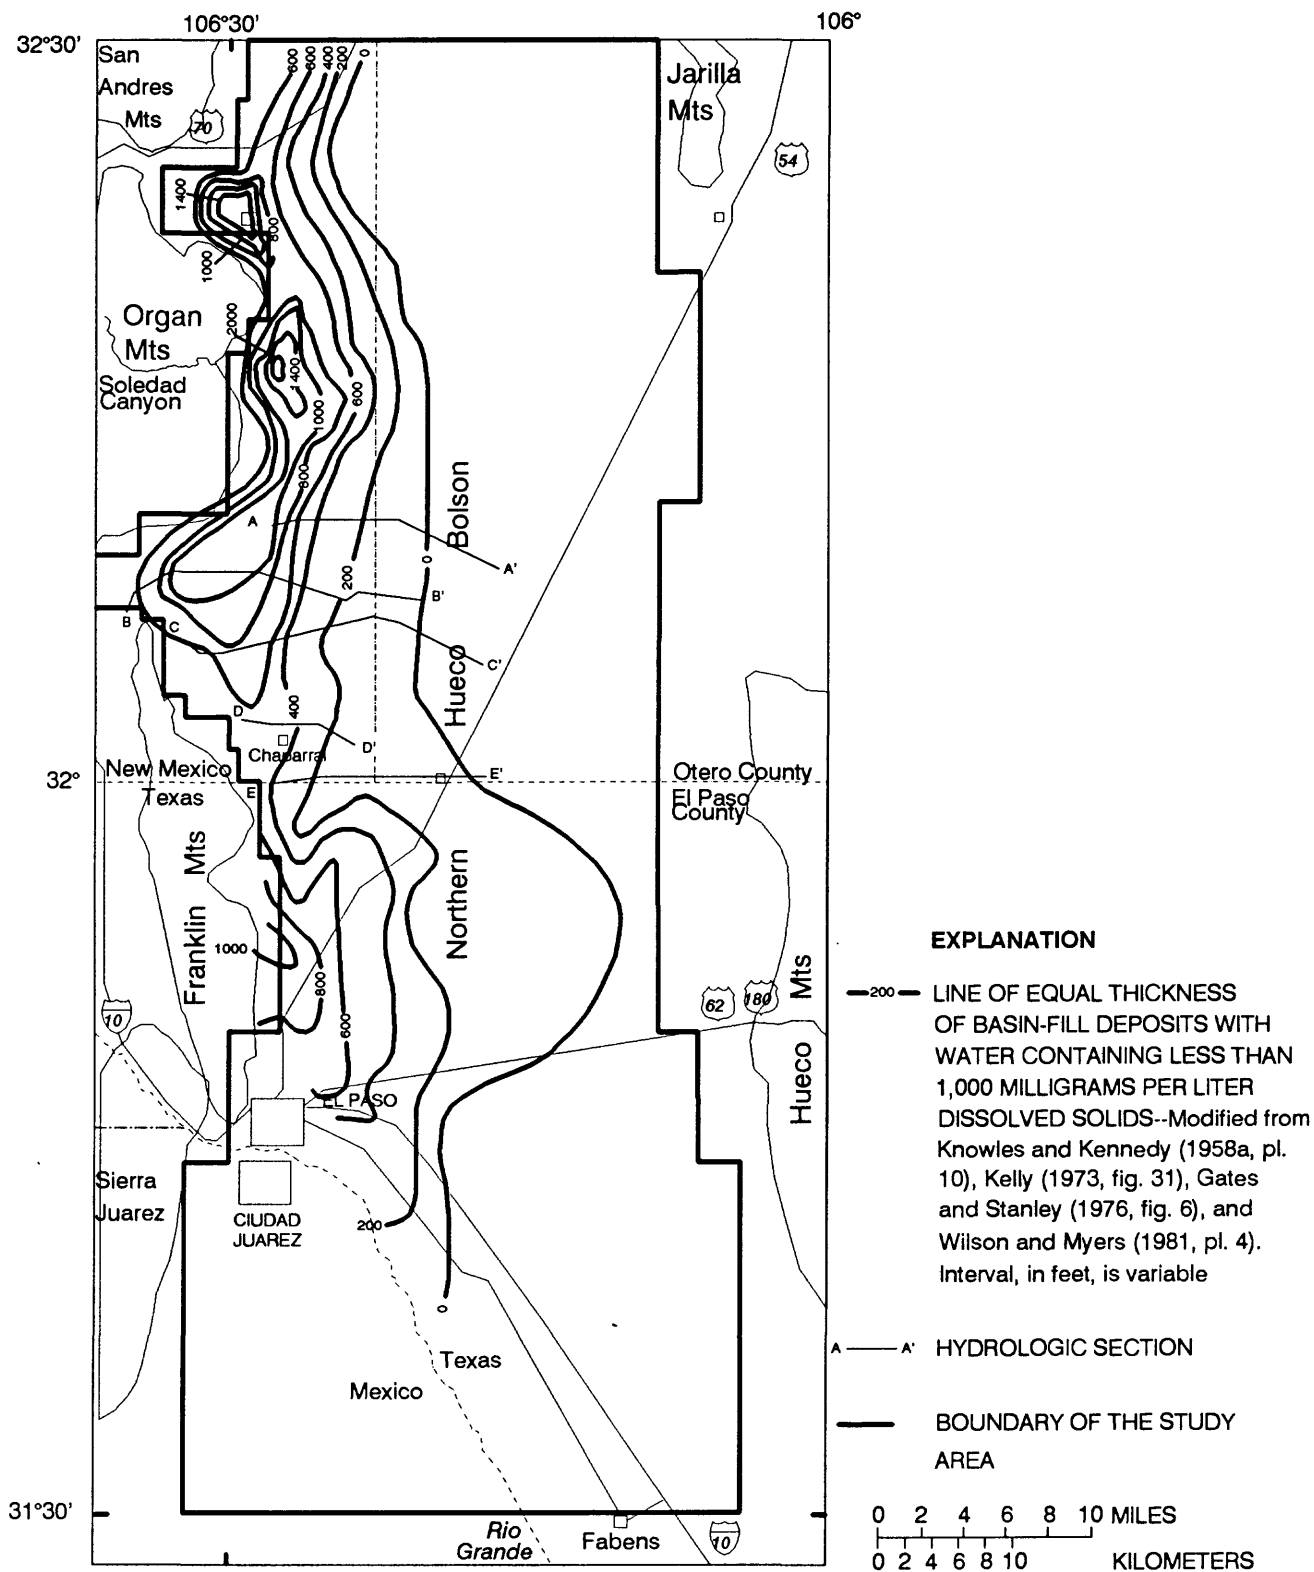 106°30'
106°
32°30'
San
Andres
Mts
70
600
600
400
200
0
Jarilla
Mts
54
1400
800
1000
2000
Organ
Mts
Soledad
Canyon
1400
1000
600
800
A
A'
Bolson
0
200
B
B'
C
C'
Hueco
400
D
D'
Chaparral
32°
New Mexico
Texas
E
E'
Otero County
El Paso
County
Franklin Mts
Northern
1000
800
600
10
62
180
Hueco Mts
EL PASO
Sierra
Juarez
CIUDAD
JUAREZ
200
0
Texas
Mexico
31°30'
Rio
Grande
Fabens
10
EXPLANATION
200
LINE OF EQUAL THICKNESS
OF BASIN-FILL DEPOSITS WITH
WATER CONTAINING LESS THAN
1,000 MILLIGRAMS PER LITER
DISSOLVED SOLIDS--Modified from
Knowles and Kennedy (1958a, pl.
10), Kelly (1973, fig. 31), Gates
and Stanley (1976, fig. 6), and
Wilson and Myers (1981, pl. 4).
Interval, in feet, is variable
A A' HYDROLOGIC SECTION
BOUNDARY OF THE STUDY
AREA
0 2 4 6 8 10 MILES
0 2 4 6 8 10 KILOMETERS